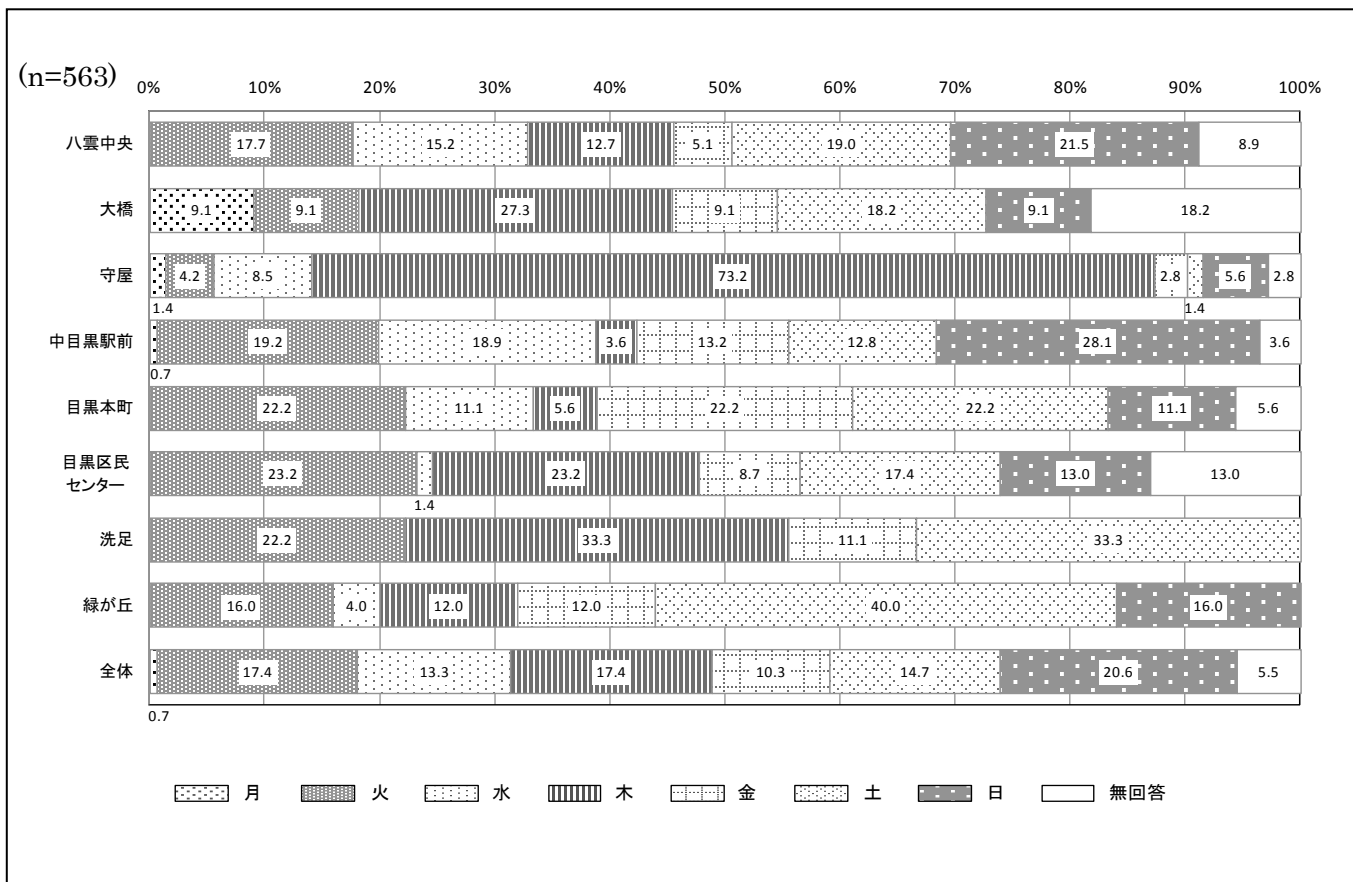 (n=563)
0% 10% 20% 30% 40% 50% 60% 70% 80% 90% 100%
八雲中央 17.7 15.2 12.7 5.1 19.0 21.5 8.9
大橋 9.1 9.1 27.3 9.1 18.2 9.1 18.2
守屋 4.2 8.5 73.2 2.8 5.6 2.8
1.4 1.4
中目黒駅前 19.2 18.9 3.6 13.2 12.8 28.1 3.6
0.7
目黒本町 22.2 11.1 5.6 22.2 22.2 11.1 5.6
目黒区民
センター 23.2 23.2 8.7 17.4 13.0 13.0
1.4
洗足 22.2 33.3 11.1 33.3
緑が丘 16.0 4.0 12.0 12.0 40.0 16.0
全体 17.4 13.3 17.4 10.3 14.7 20.6 5.5
0.7
月 火 水 木 金 土 日 無回答